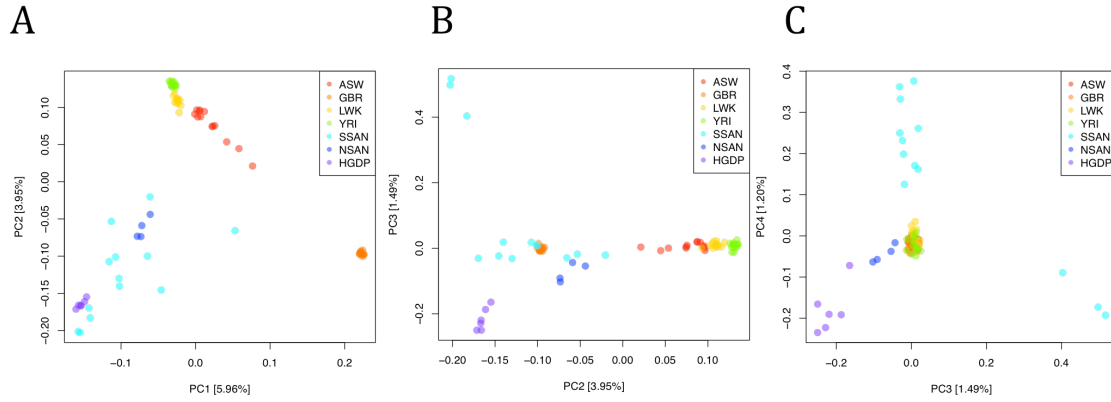 A
B
C
PC2 [3.95%]
0.10
0.05
0.00
−0.05
−0.10
−0.15
−0.20
−0.1
0.0
0.1
0.2
PC1 [5.96%]
ASW
GBR
LWK
YRI
SSAN
NSAN
HGDP
PC3 [1.49%]
0.4
0.2
0.0
−0.2
−0.20
−0.15
−0.10
−0.05
0.00
0.05
0.10
PC2 [3.95%]
ASW
GBR
LWK
YRI
SSAN
NSAN
HGDP
PC4 [1.20%]
0.4
0.3
0.2
0.1
0.0
−0.1
−0.2
−0.2
0.0
0.2
0.4
PC3 [1.49%]
ASW
GBR
LWK
YRI
SSAN
NSAN
HGDP